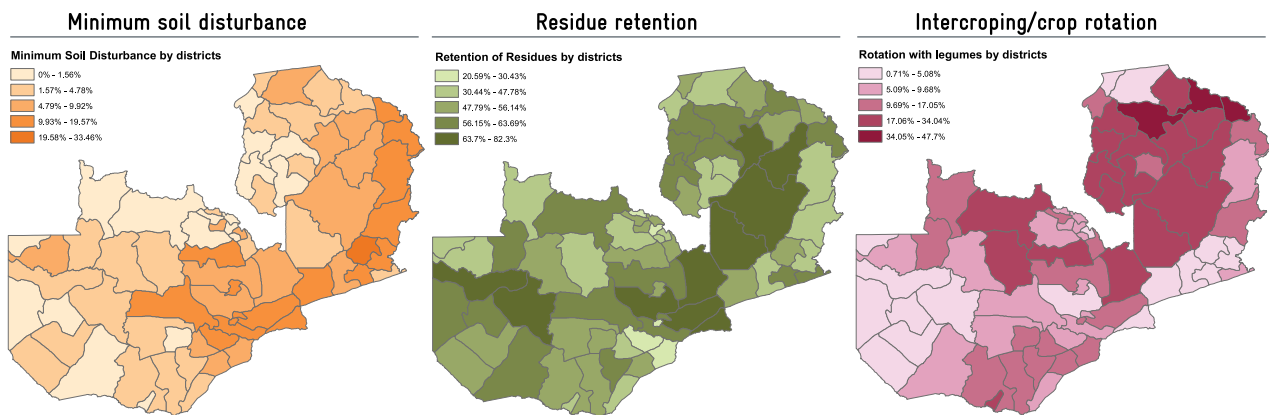 Minimum soil disturbance
Minimum Soil Disturbance by districts
0% - 1.56%
1.57% - 4.78%
4.79% - 9.92%
9.93% - 19.57%
19.58% - 33.46%
Residue retention
Retention of Residues by districts
20.59% - 30.43%
30.44% - 47.78%
47.79% - 56.14%
56.15% - 63.69%
63.7% - 82.3%
Intercroping/crop rotation
Rotation with legumes by districts
0.71% - 5.08%
5.09% - 9.68%
9.69% - 17.05%
17.06% - 34.04%
34.05% - 47.7%